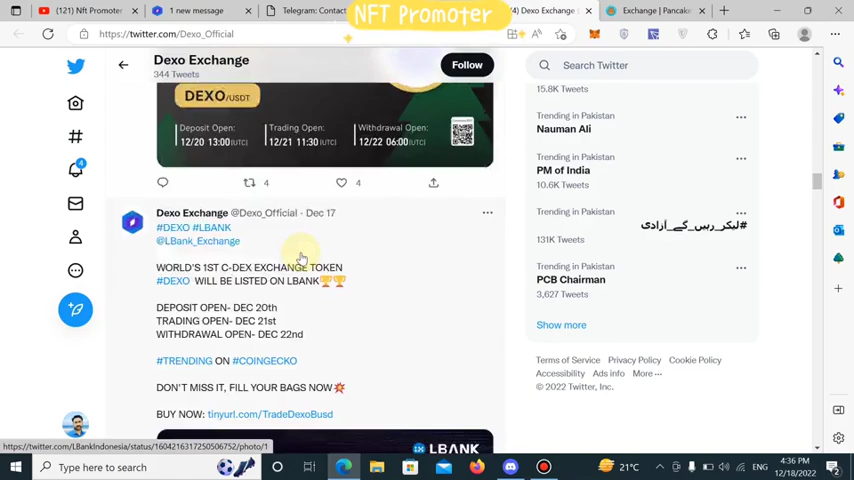 (121) Nft Promoter
1 new message
Telegram: Contact
NFT Promoter
Dexo Exchange
Exchange | Pancake
https://twitter.com/Dexo_Official
Dexo Exchange
344 Tweets
Follow
Search Twitter
DEXO/USDT
Deposit Open:
12/20 13:00(UTC)
Trading Open:
12/21 11:30(UTC)
Withdrawal Open:
12/22 06:00(UTC)
4
4
Dexo Exchange @Dexo_Official · Dec 17
#DEXO #LBANK
@LBank_Exchange
WORLD'S 1ST C-DEX EXCHANGE TOKEN
#DEXO WILL BE LISTED ON LBANK🏆🏆
DEPOSIT OPEN- DEC 20th
TRADING OPEN- DEC 21st
WITHDRAWAL OPEN- DEC 22nd
#TRENDING ON #COINGECKO
DON'T MISS IT, FILL YOUR BAGS NOW💥
BUY NOW: tinyurl.com/TradeDexoBusd
LBANK
15.8K Tweets
Trending in Pakistan
Nauman Ali
Trending in Pakistan
PM of India
10.6K Tweets
Trending in Pakistan
#لیکر_رہیں_گے_آزادی
131K Tweets
Trending in Pakistan
PCB Chairman
3,627 Tweets
Show more
Terms of Service Privacy Policy Cookie Policy
Accessibility Ads info More ···
© 2022 Twitter, Inc.
4
https://twitter.com/LBankIndonesia/status/1604216317250506752/photo/1
Type here to search
21°C
ENG
4:36 PM
12/18/2022
2